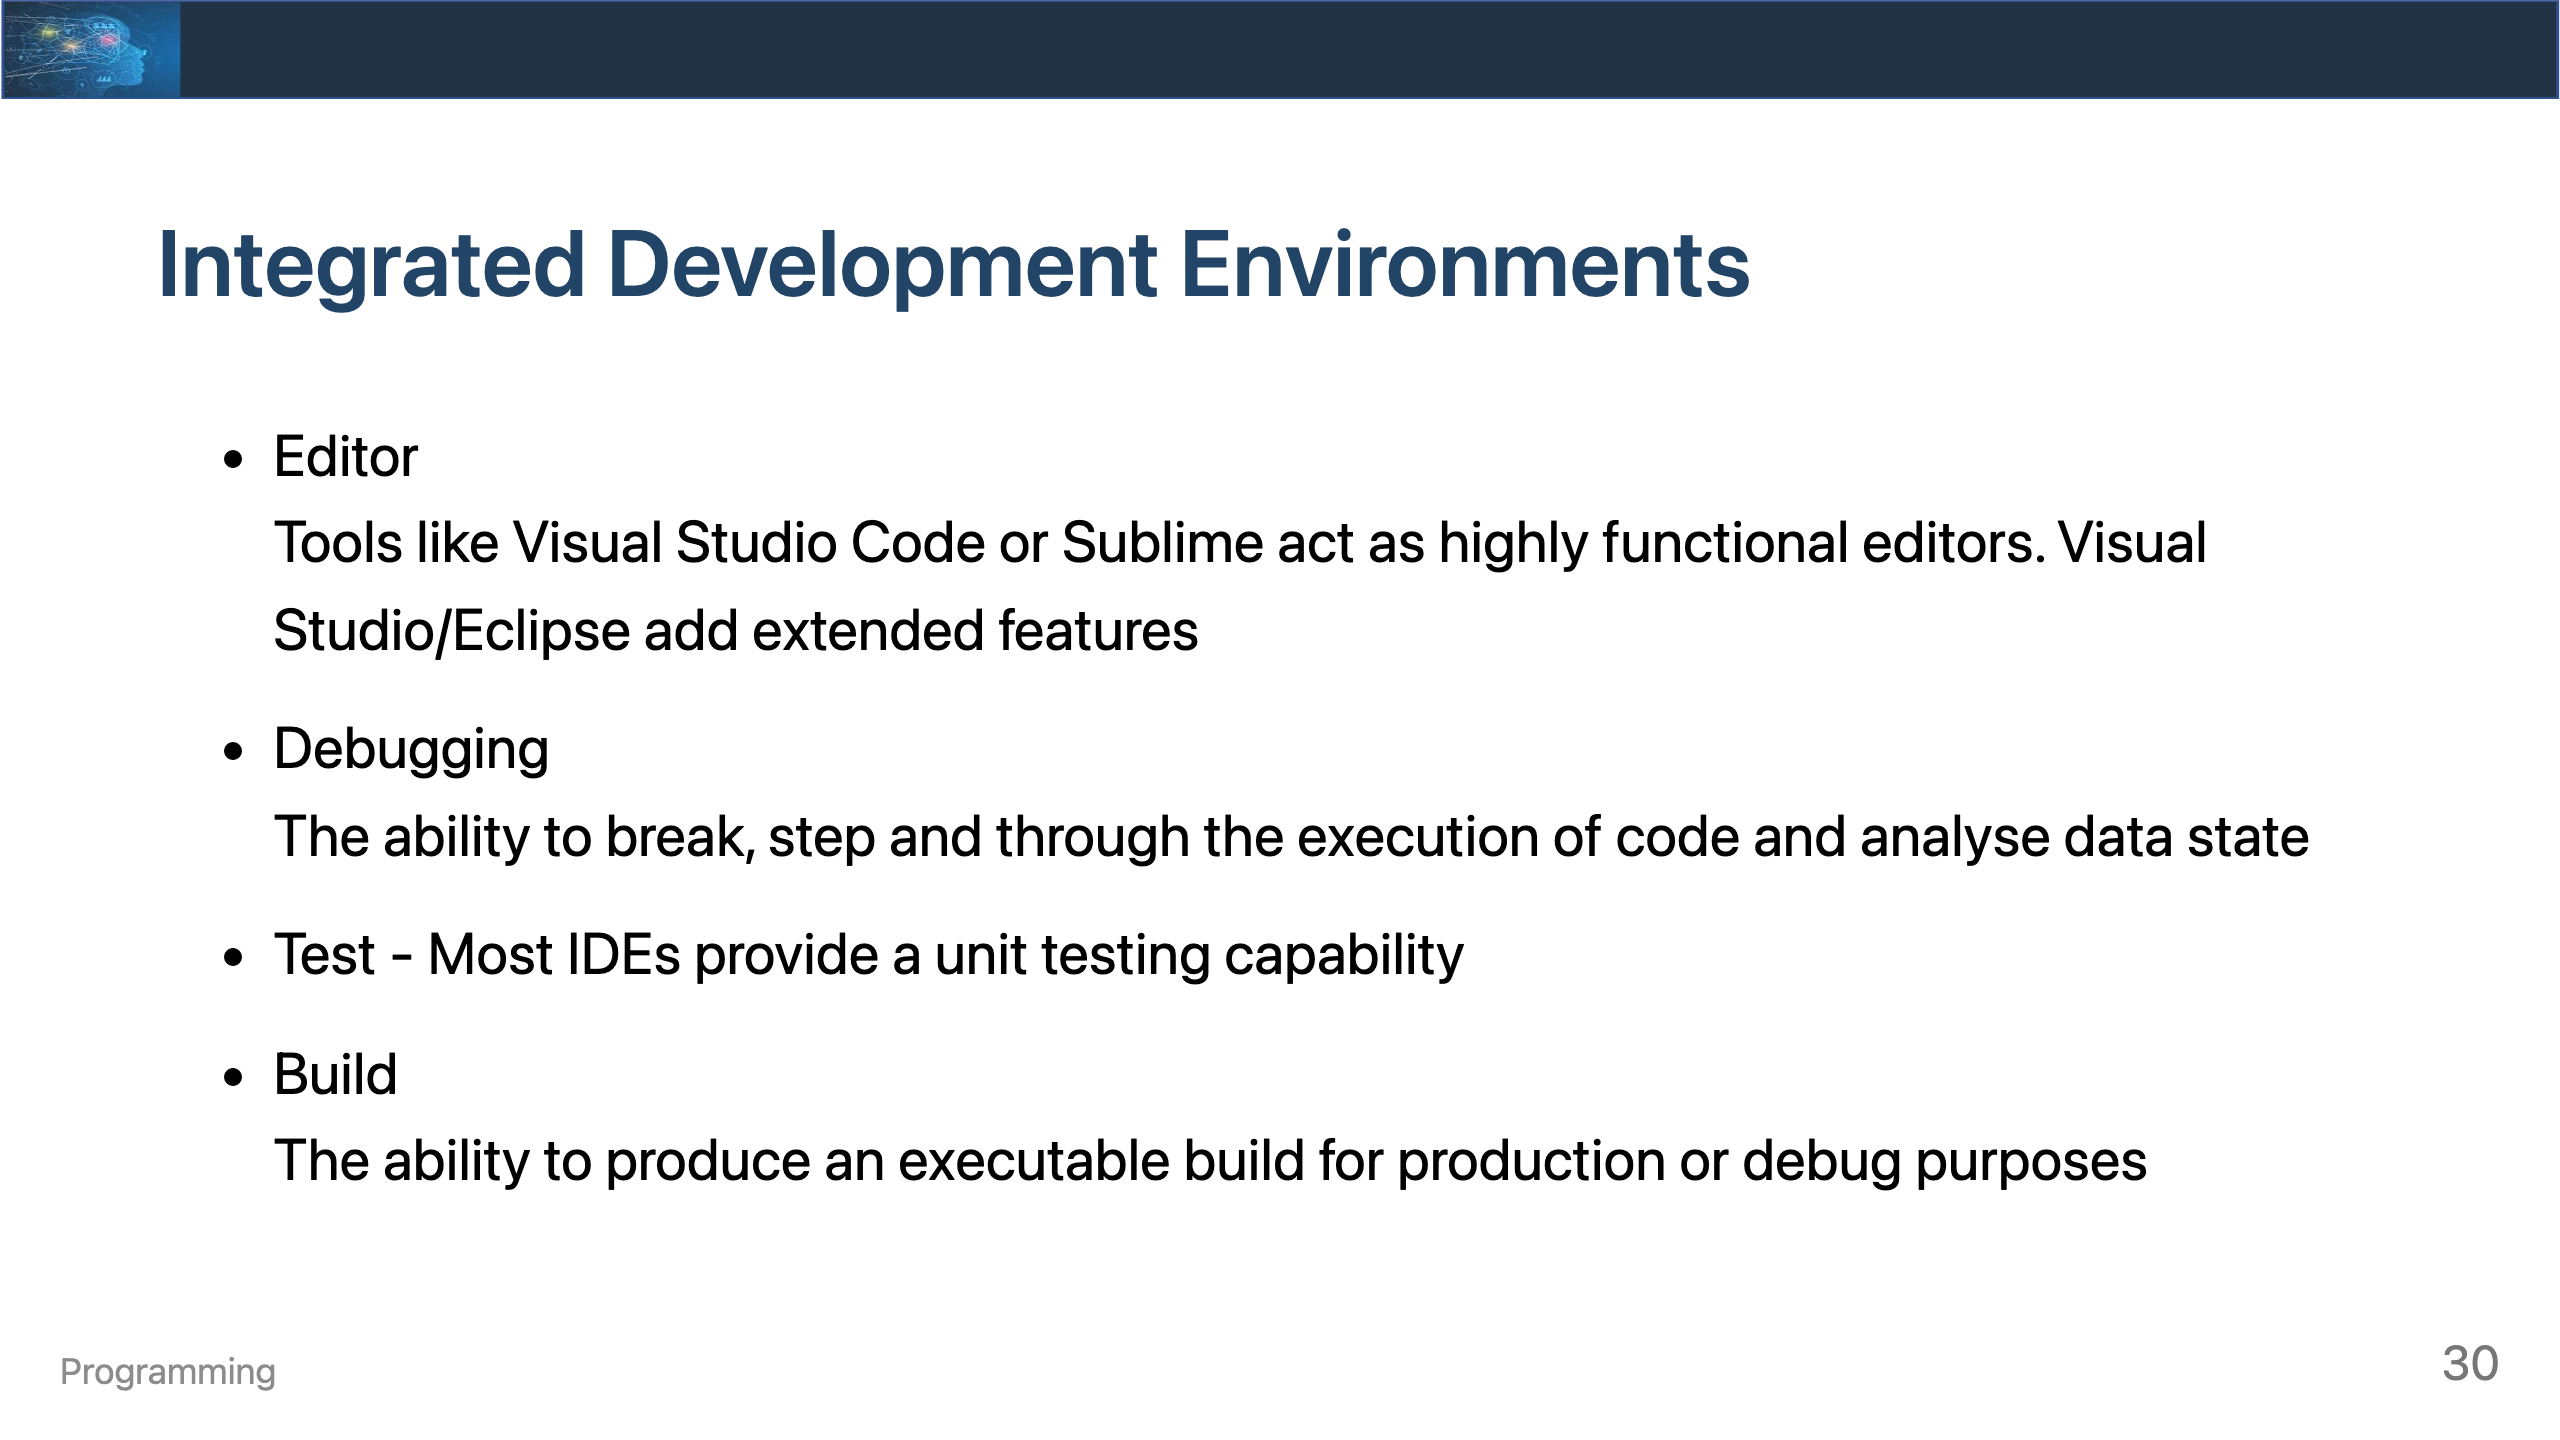 Integrated Development Environments
• Editor
Tools like Visual Studio Code or Sublime act as highly functional editors. Visual
Studio/Eclipse add extended features
• Debugging
The ability to break, step and through the execution of code and analyse data state
• Test - Most IDEs provide a unit testing capability
• Build
The ability to produce an executable build for production or debug purposes
Programming
30